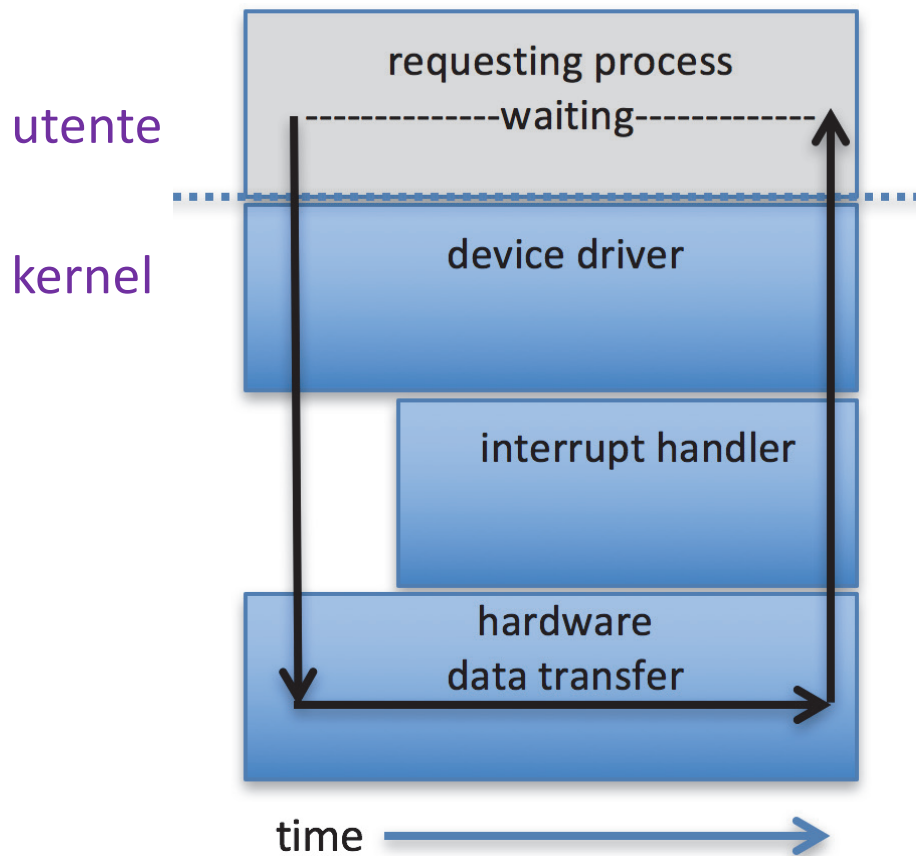 requesting process
--------------waiting-------------
utente
kernel
device driver
interrupt handler
hardware
data transfer
time